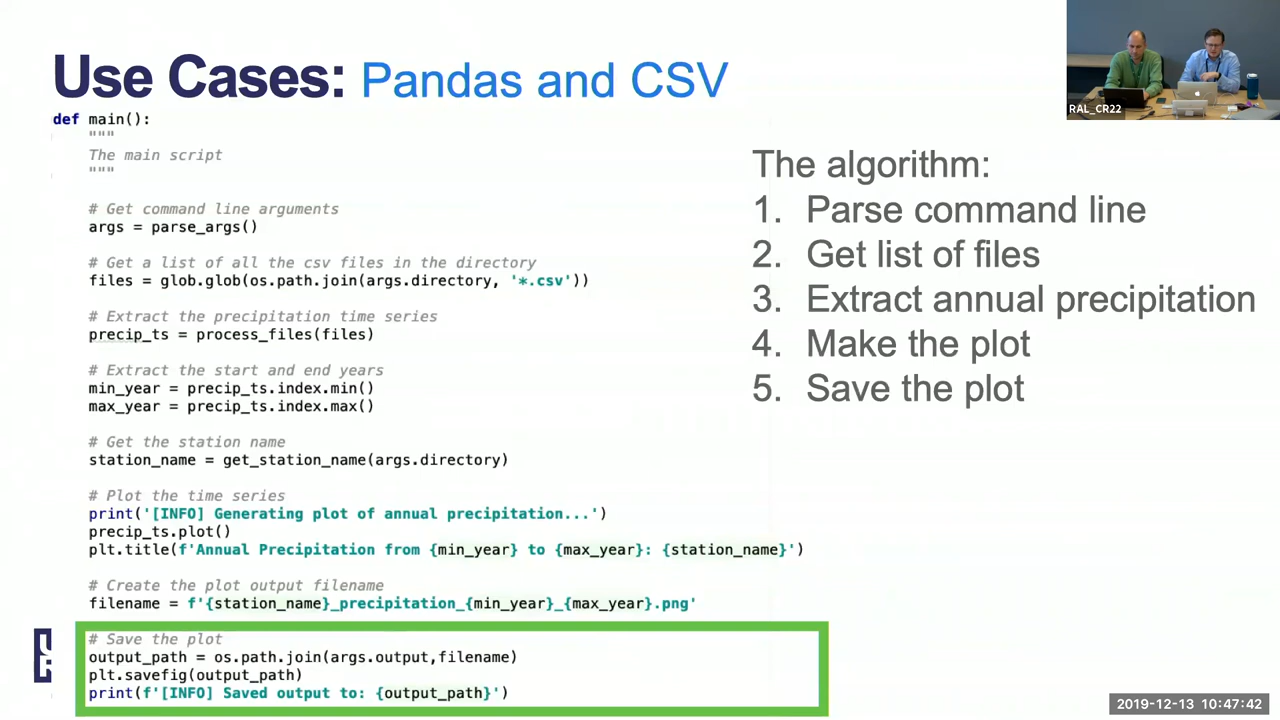 Use Cases: Pandas and CSV
def main():
"""
The main script
"""
# Get command line arguments
args = parse_args()
# Get a list of all the csv files in the directory
files = glob.glob(os.path.join(args.directory, '*.csv'))
# Extract the precipitation time series
precip_ts = process_files(files)
# Extract the start and end years
min_year = precip_ts.index.min()
max_year = precip_ts.index.max()
# Get the station name
station_name = get_station_name(args.directory)
# Plot the time series
print('[INFO] Generating plot of annual precipitation...')
precip_ts.plot()
plt.title(f'Annual Precipitation from {min_year} to {max_year}: {station_name}')
# Create the plot output filename
filename = f'{station_name}_precipitation_{min_year}_{max_year}.png'
# Save the plot
output_path = os.path.join(args.output,filename)
plt.savefig(output_path)
print(f'[INFO] Saved output to: {output_path}')
The algorithm:
1. Parse command line
2. Get list of files
3. Extract annual precipitation
4. Make the plot
5. Save the plot
RAL_CR22
2019-12-13 10:47:42